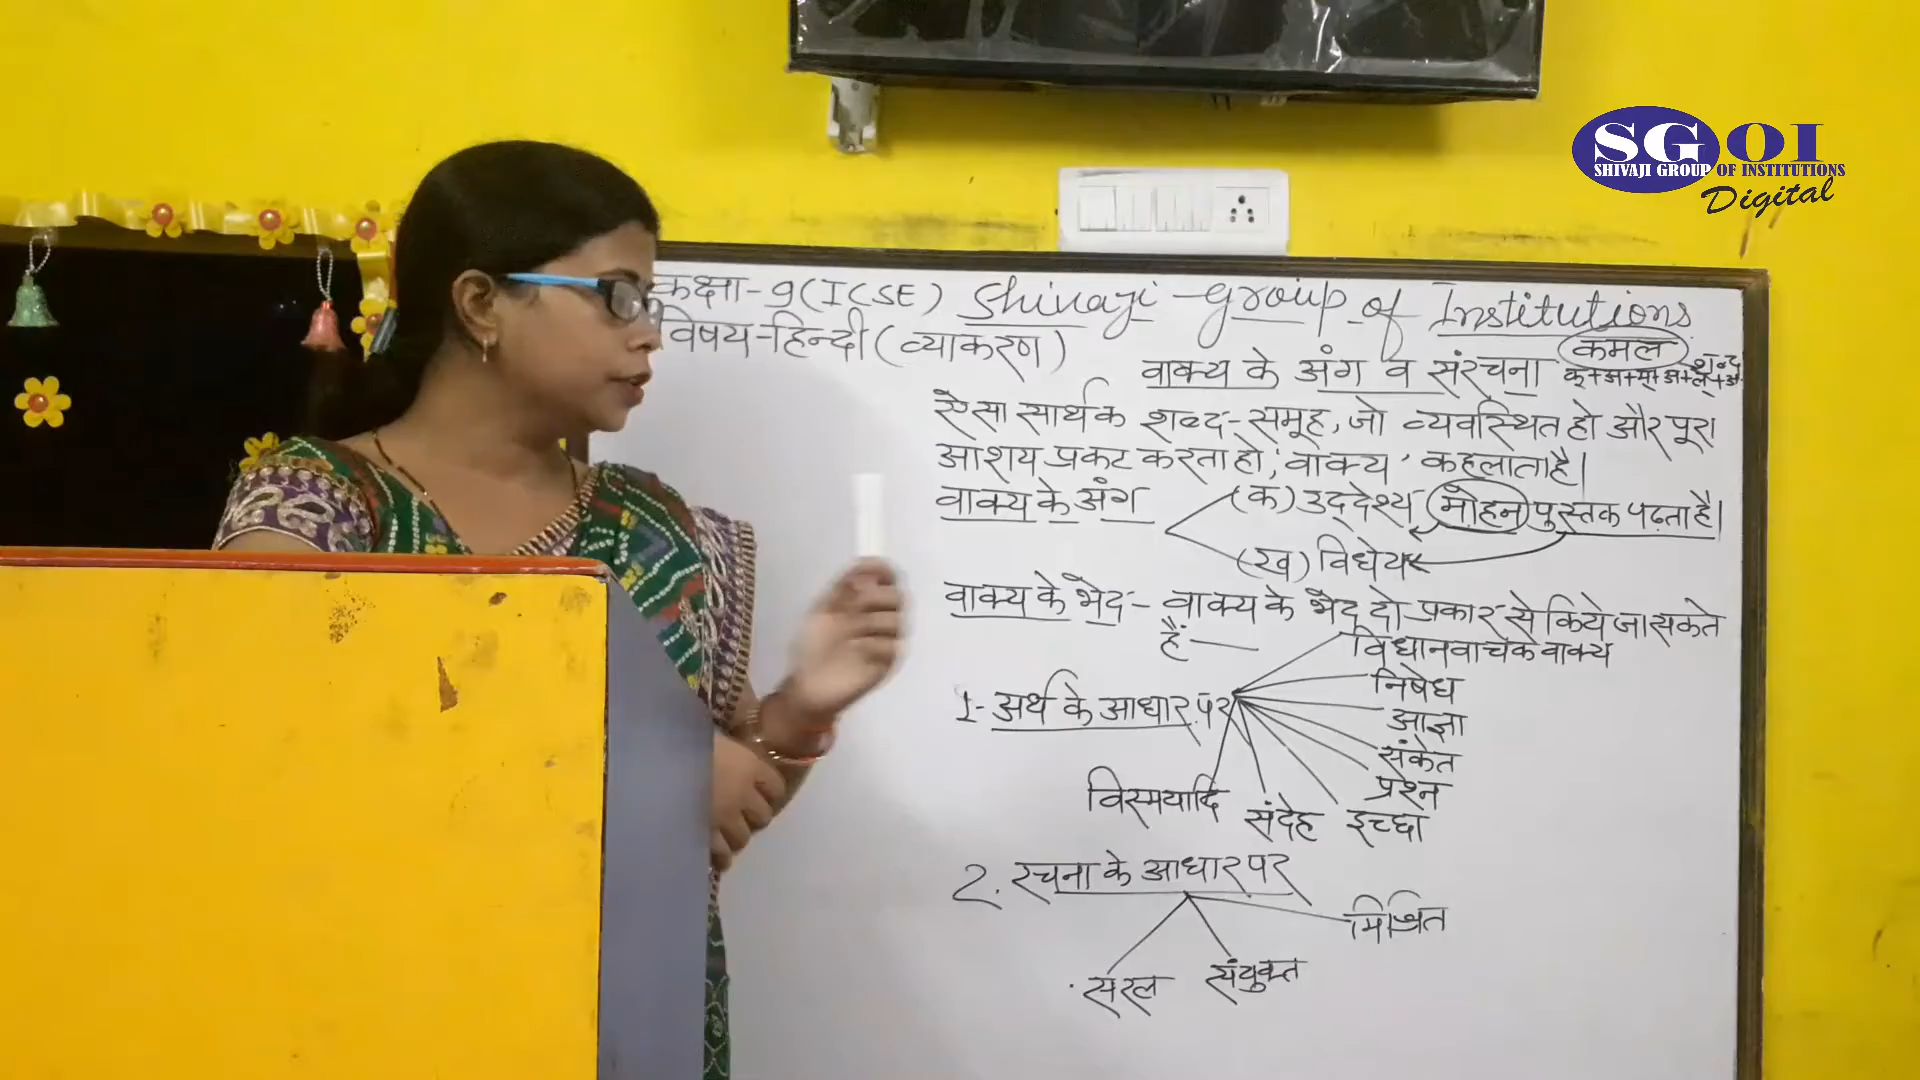 SGOI
SHIVAJI GROUP OF INSTITUTIONS
Digital
कक्षा-9(ICSE) Shivaji Group of Institutions
विषय-हिन्दी(व्याकरण)
कमल
वाक्य के अंग व संरचना
क्+अ+म्+अ+ल्+अ
शब्द
ऐसा सार्थक शब्द-समूह, जो व्यवस्थित हो और पूरा
आशय प्रकट करता हो, 'वाक्य' कहलाता है।
वाक्य के अंग (क) उद्देश्य मोहन पुस्तक पढ़ता है।
(ख) विधेय
वाक्य के भेद- वाक्य के भेद दो प्रकार से किये जा सकते
हैं—
विधानवाचक वाक्य
निषेध
1- अर्थ के आधार पर
आज्ञा
संकेत
प्रश्न
विस्मयादि संदेह इच्छा
2. रचना के आधार पर
मिश्रित
सरल संयुक्त